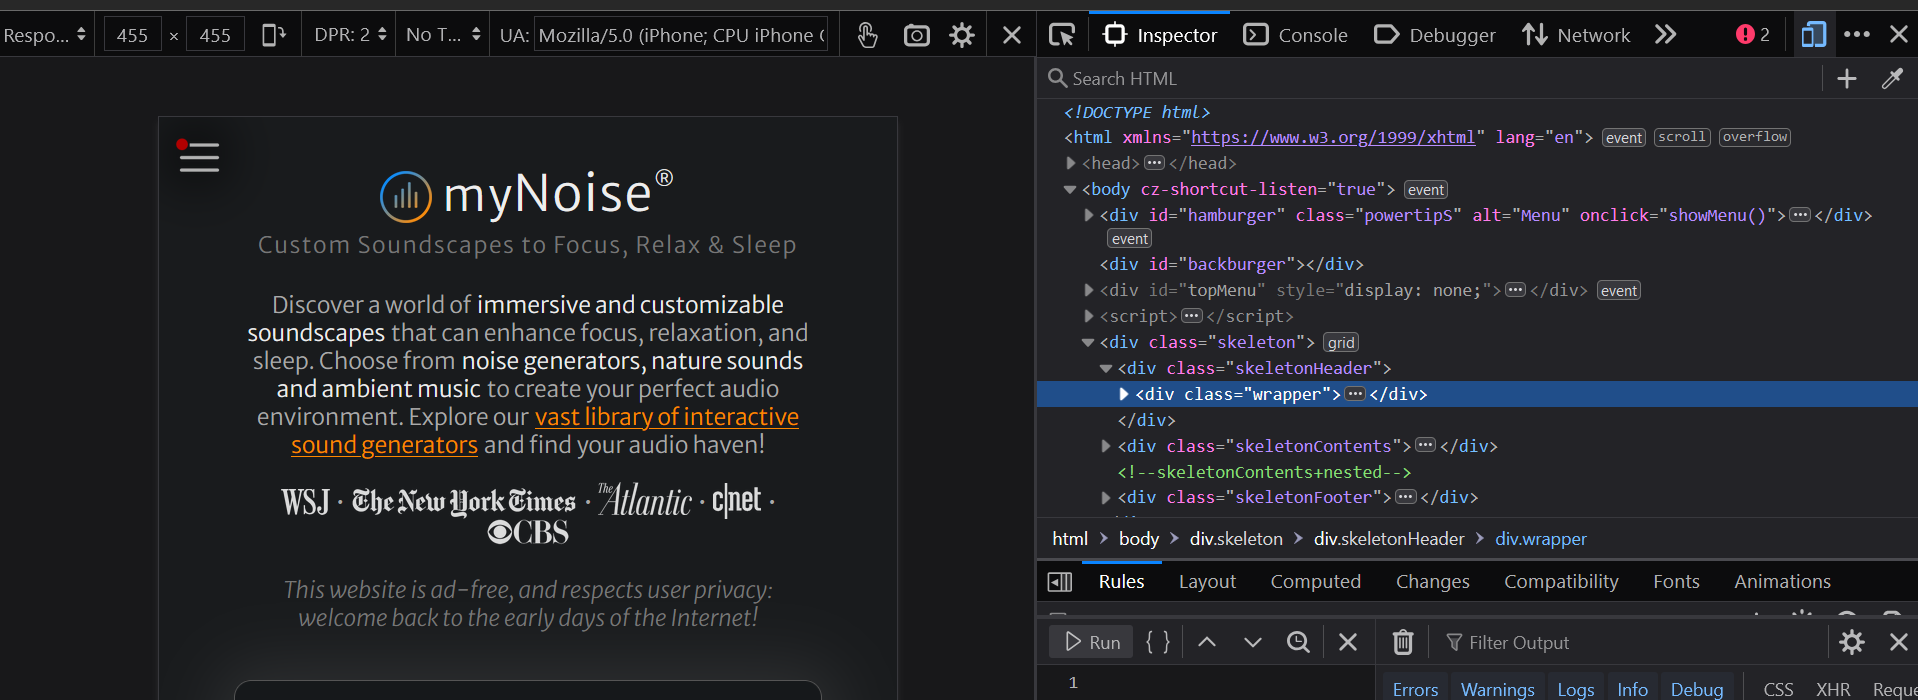 Respo... 455 × 455 DPR: 2 No T... UA: Mozilla/5.0 (iPhone; CPU iPhone
Inspector Console Debugger Network 2
Search HTML
<!DOCTYPE html>
<html xmlns="https://www.w3.org/1999/xhtml" lang="en"> event scroll overflow
<head> ... </head>
<body cz-shortcut-listen="true"> event
<div id="hamburger" class="powertipS" alt="Menu" onclick="showMenu()"> ... </div>
event
<div id="backburger"></div>
<div id="topMenu" style="display: none;"> ... </div> event
<script> ... </script>
<div class="skeleton"> grid
<div class="skeletonHeader">
<div class="wrapper"> ... </div>
</div>
<div class="skeletonContents"> ... </div>
<!--skeletonContents+nested-->
<div class="skeletonFooter"> ... </div>
html > body > div.skeleton > div.skeletonHeader > div.wrapper
Rules Layout Computed Changes Compatibility Fonts Animations
Run { } Filter Output
1
Errors Warnings Logs Info Debug CSS XHR Reque
myNoise®
Custom Soundscapes to Focus, Relax & Sleep
Discover a world of immersive and customizable
soundscapes that can enhance focus, relaxation, and
sleep. Choose from noise generators, nature sounds
and ambient music to create your perfect audio
environment. Explore our vast library of interactive
sound generators and find your audio haven!
WSJ · The New York Times · The Atlantic · c|net ·
CBS
This website is ad-free, and respects user privacy:
welcome back to the early days of the Internet!